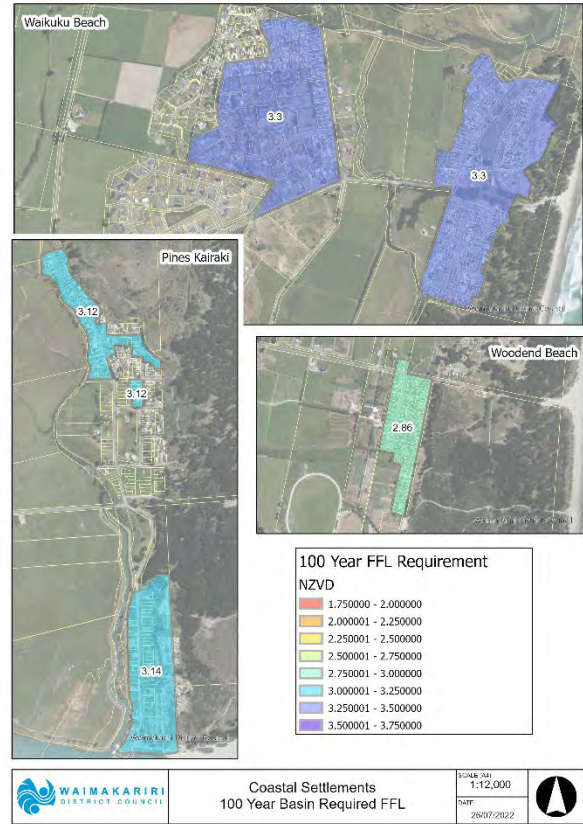 Waikuku Beach
3.3
3.3
Pines Kairaki
3.12
3.12
3.14
Woodend Beach
2.86
100 Year FFL Requirement
NZVD
1.750000 - 2.000000
2.000001 - 2.250000
2.250001 - 2.500000
2.500001 - 2.750000
2.750001 - 3.000000
3.000001 - 3.250000
3.250001 - 3.500000
3.500001 - 3.750000
WAIMAKARIRI
DISTRICT COUNCIL
Coastal Settlements
100 Year Basin Required FFL
SCALE (A4)
1:12,000
DATE
26/07/2022